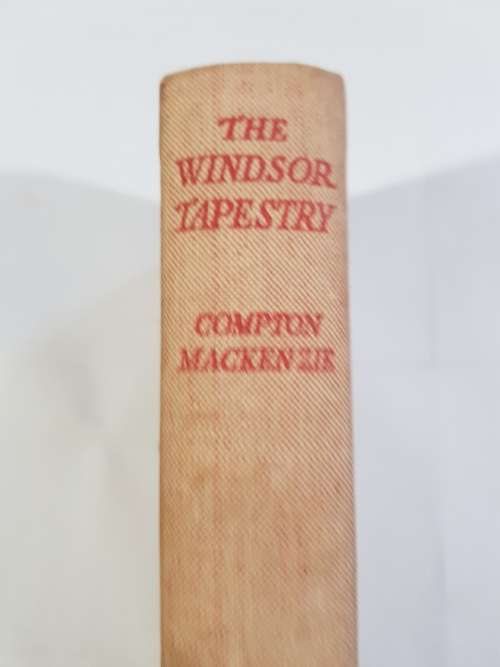 THE
WINDSOR
TAPESTRY
COMPTON
MACKENZIE